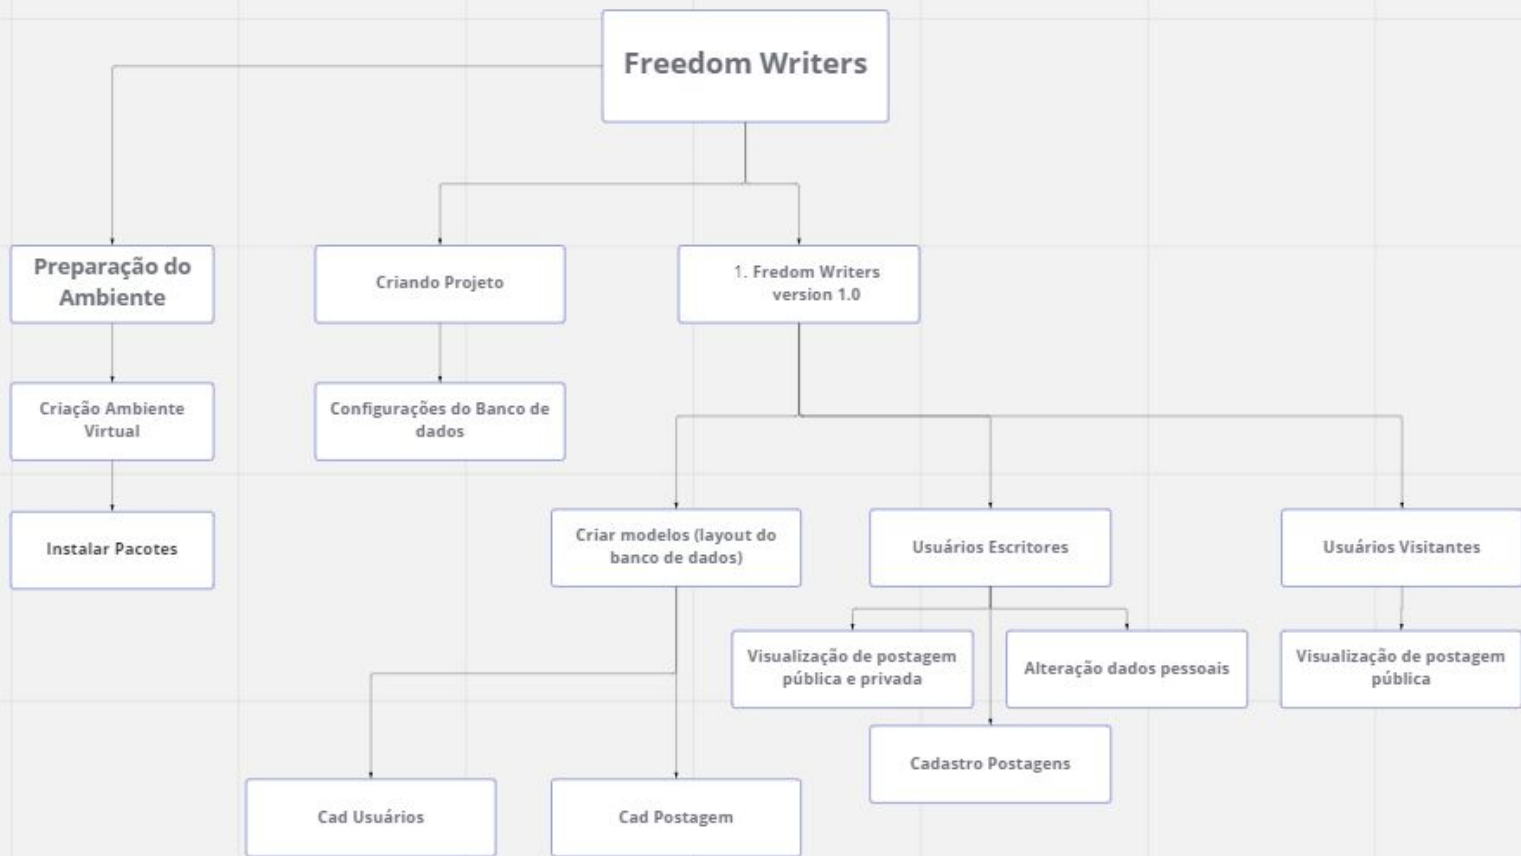 Freedom Writers
Preparação do
Ambiente
Criando Projeto
1. Fredom Writers
version 1.0
Criação Ambiente
Virtual
Configurações do Banco de
dados
Instalar Pacotes
Criar modelos (layout do
banco de dados)
Usuários Escritores
Usuários Visitantes
Visualização de postagem
pública e privada
Alteração dados pessoais
Visualização de postagem
pública
Cadastro Postagens
Cad Usuários
Cad Postagem